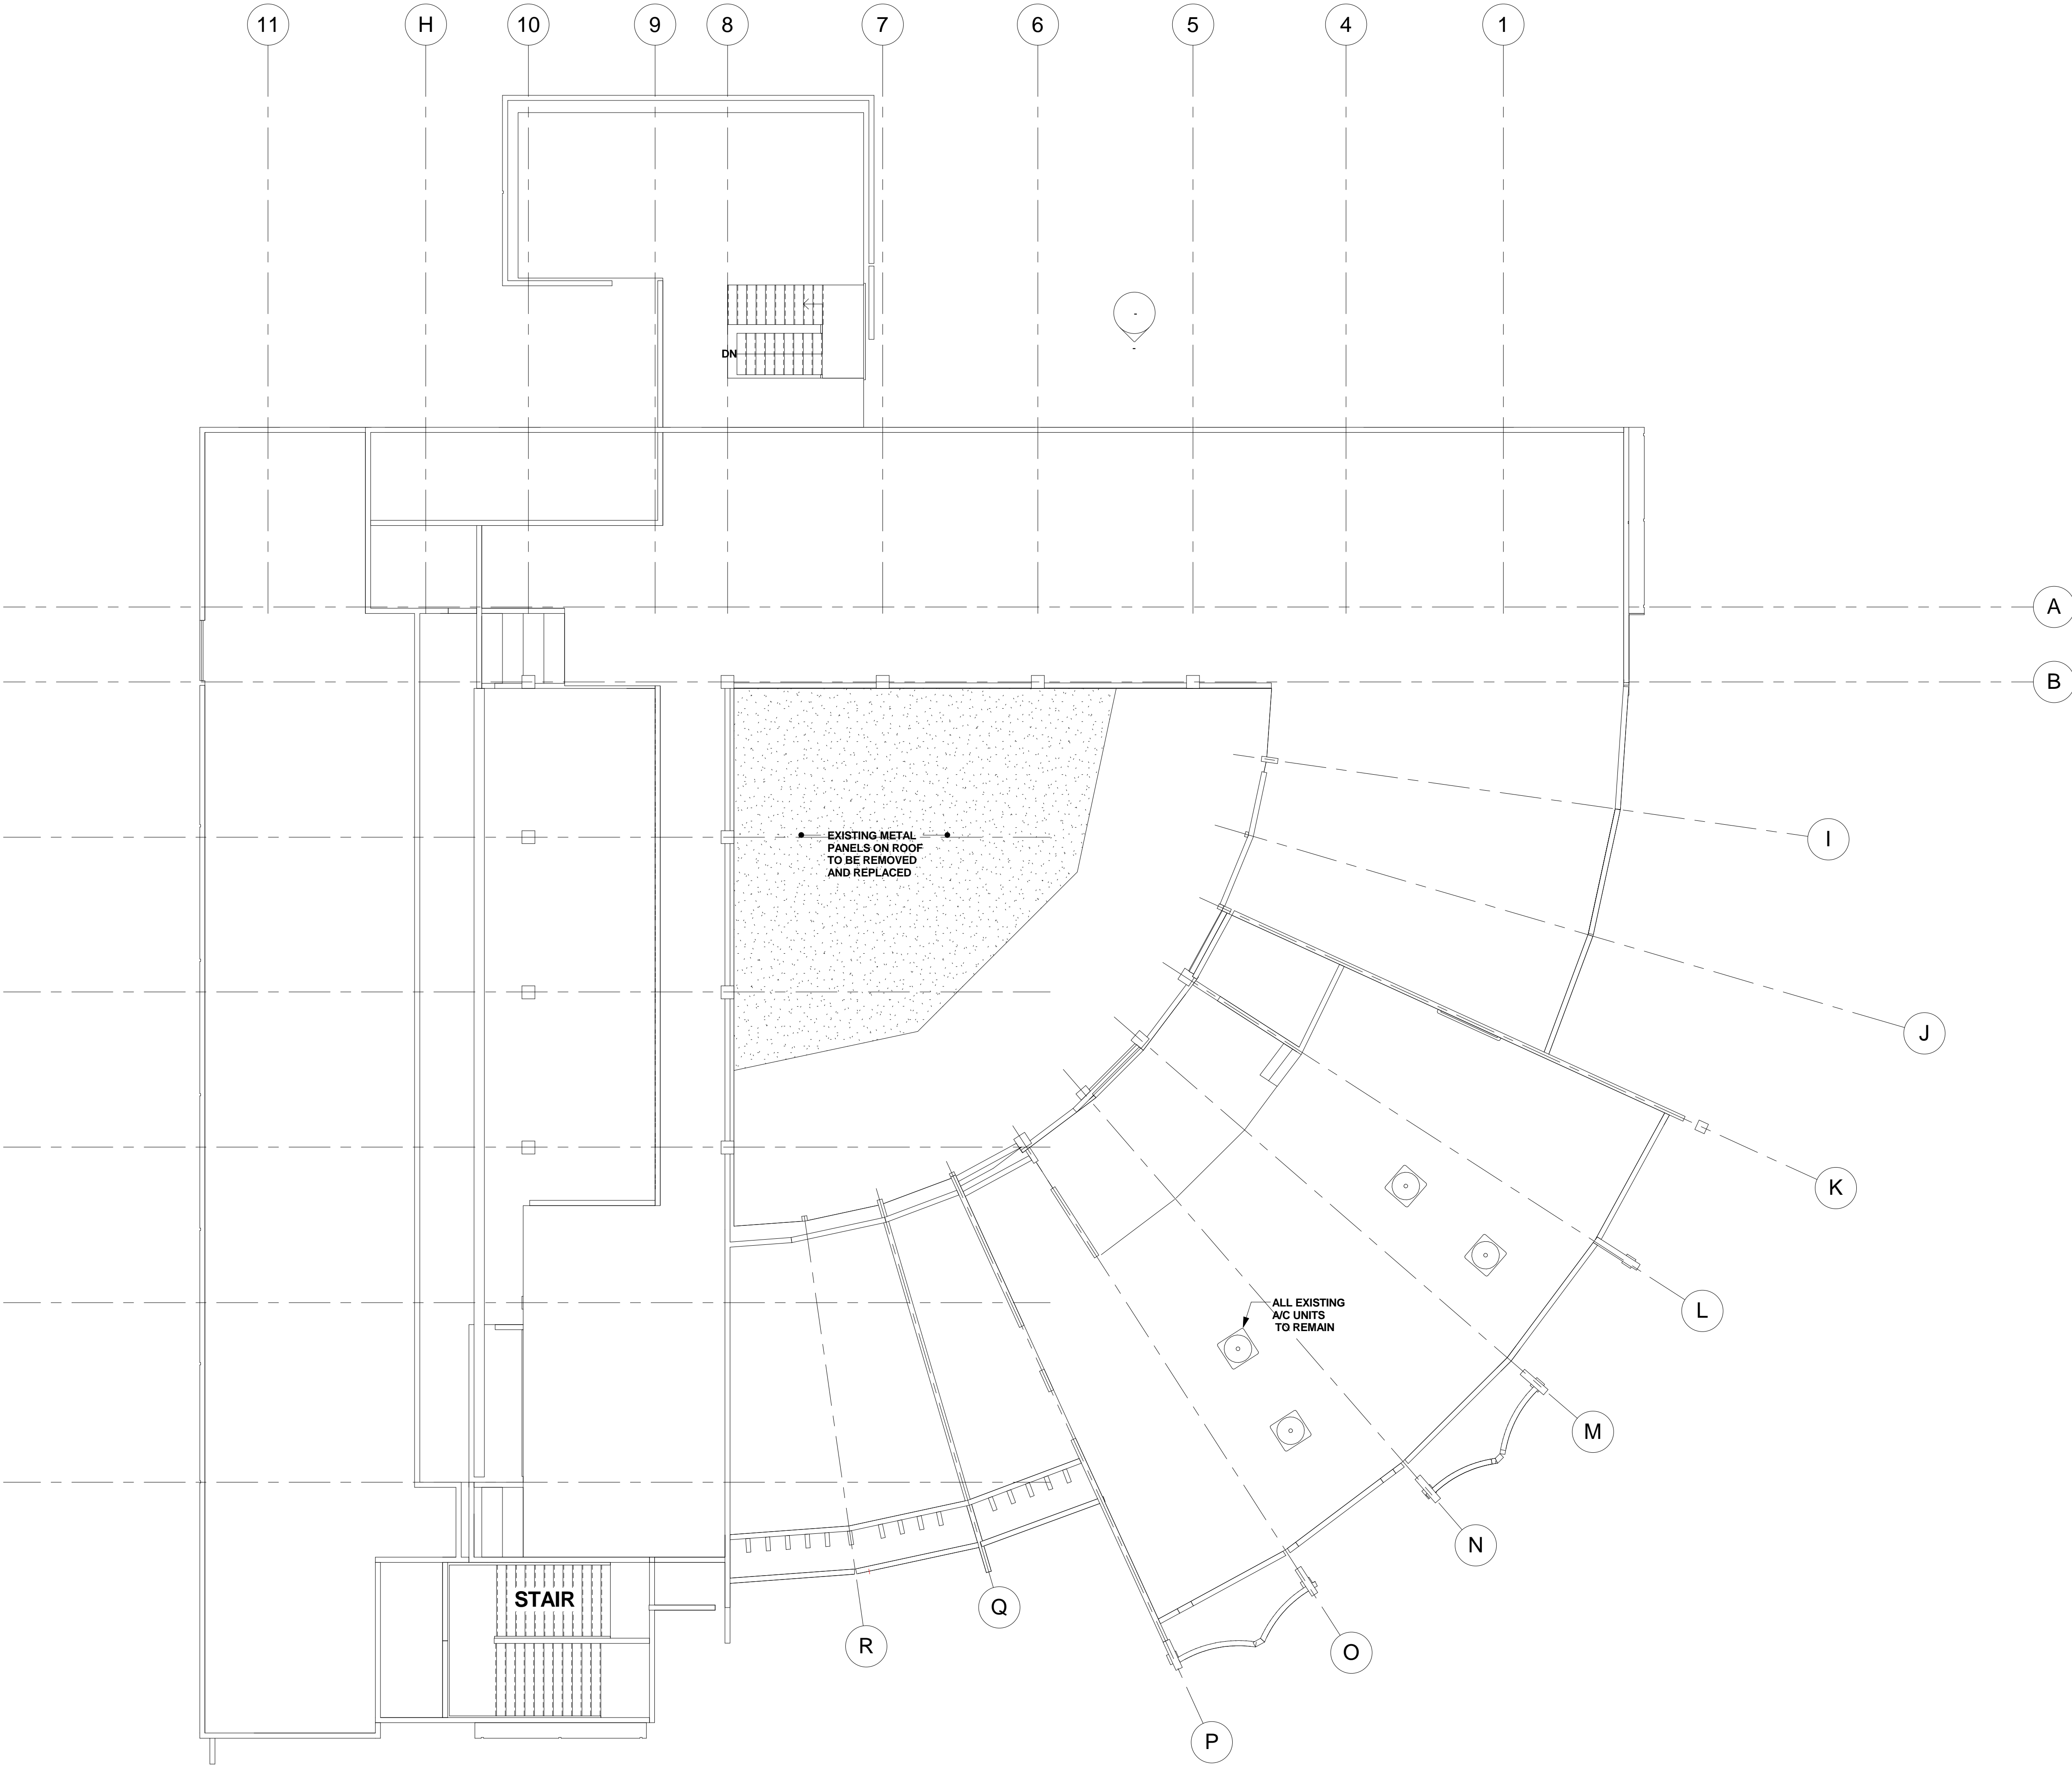 11 H 10 9 8 7 6 5 4 1
-
-
DN
A
B
EXISTING METAL
PANELS ON ROOF
TO BE REMOVED
AND REPLACED
I
J
K
ALL EXISTING
A/C UNITS
TO REMAIN
L
M
N
STAIR
Q
R
O
P